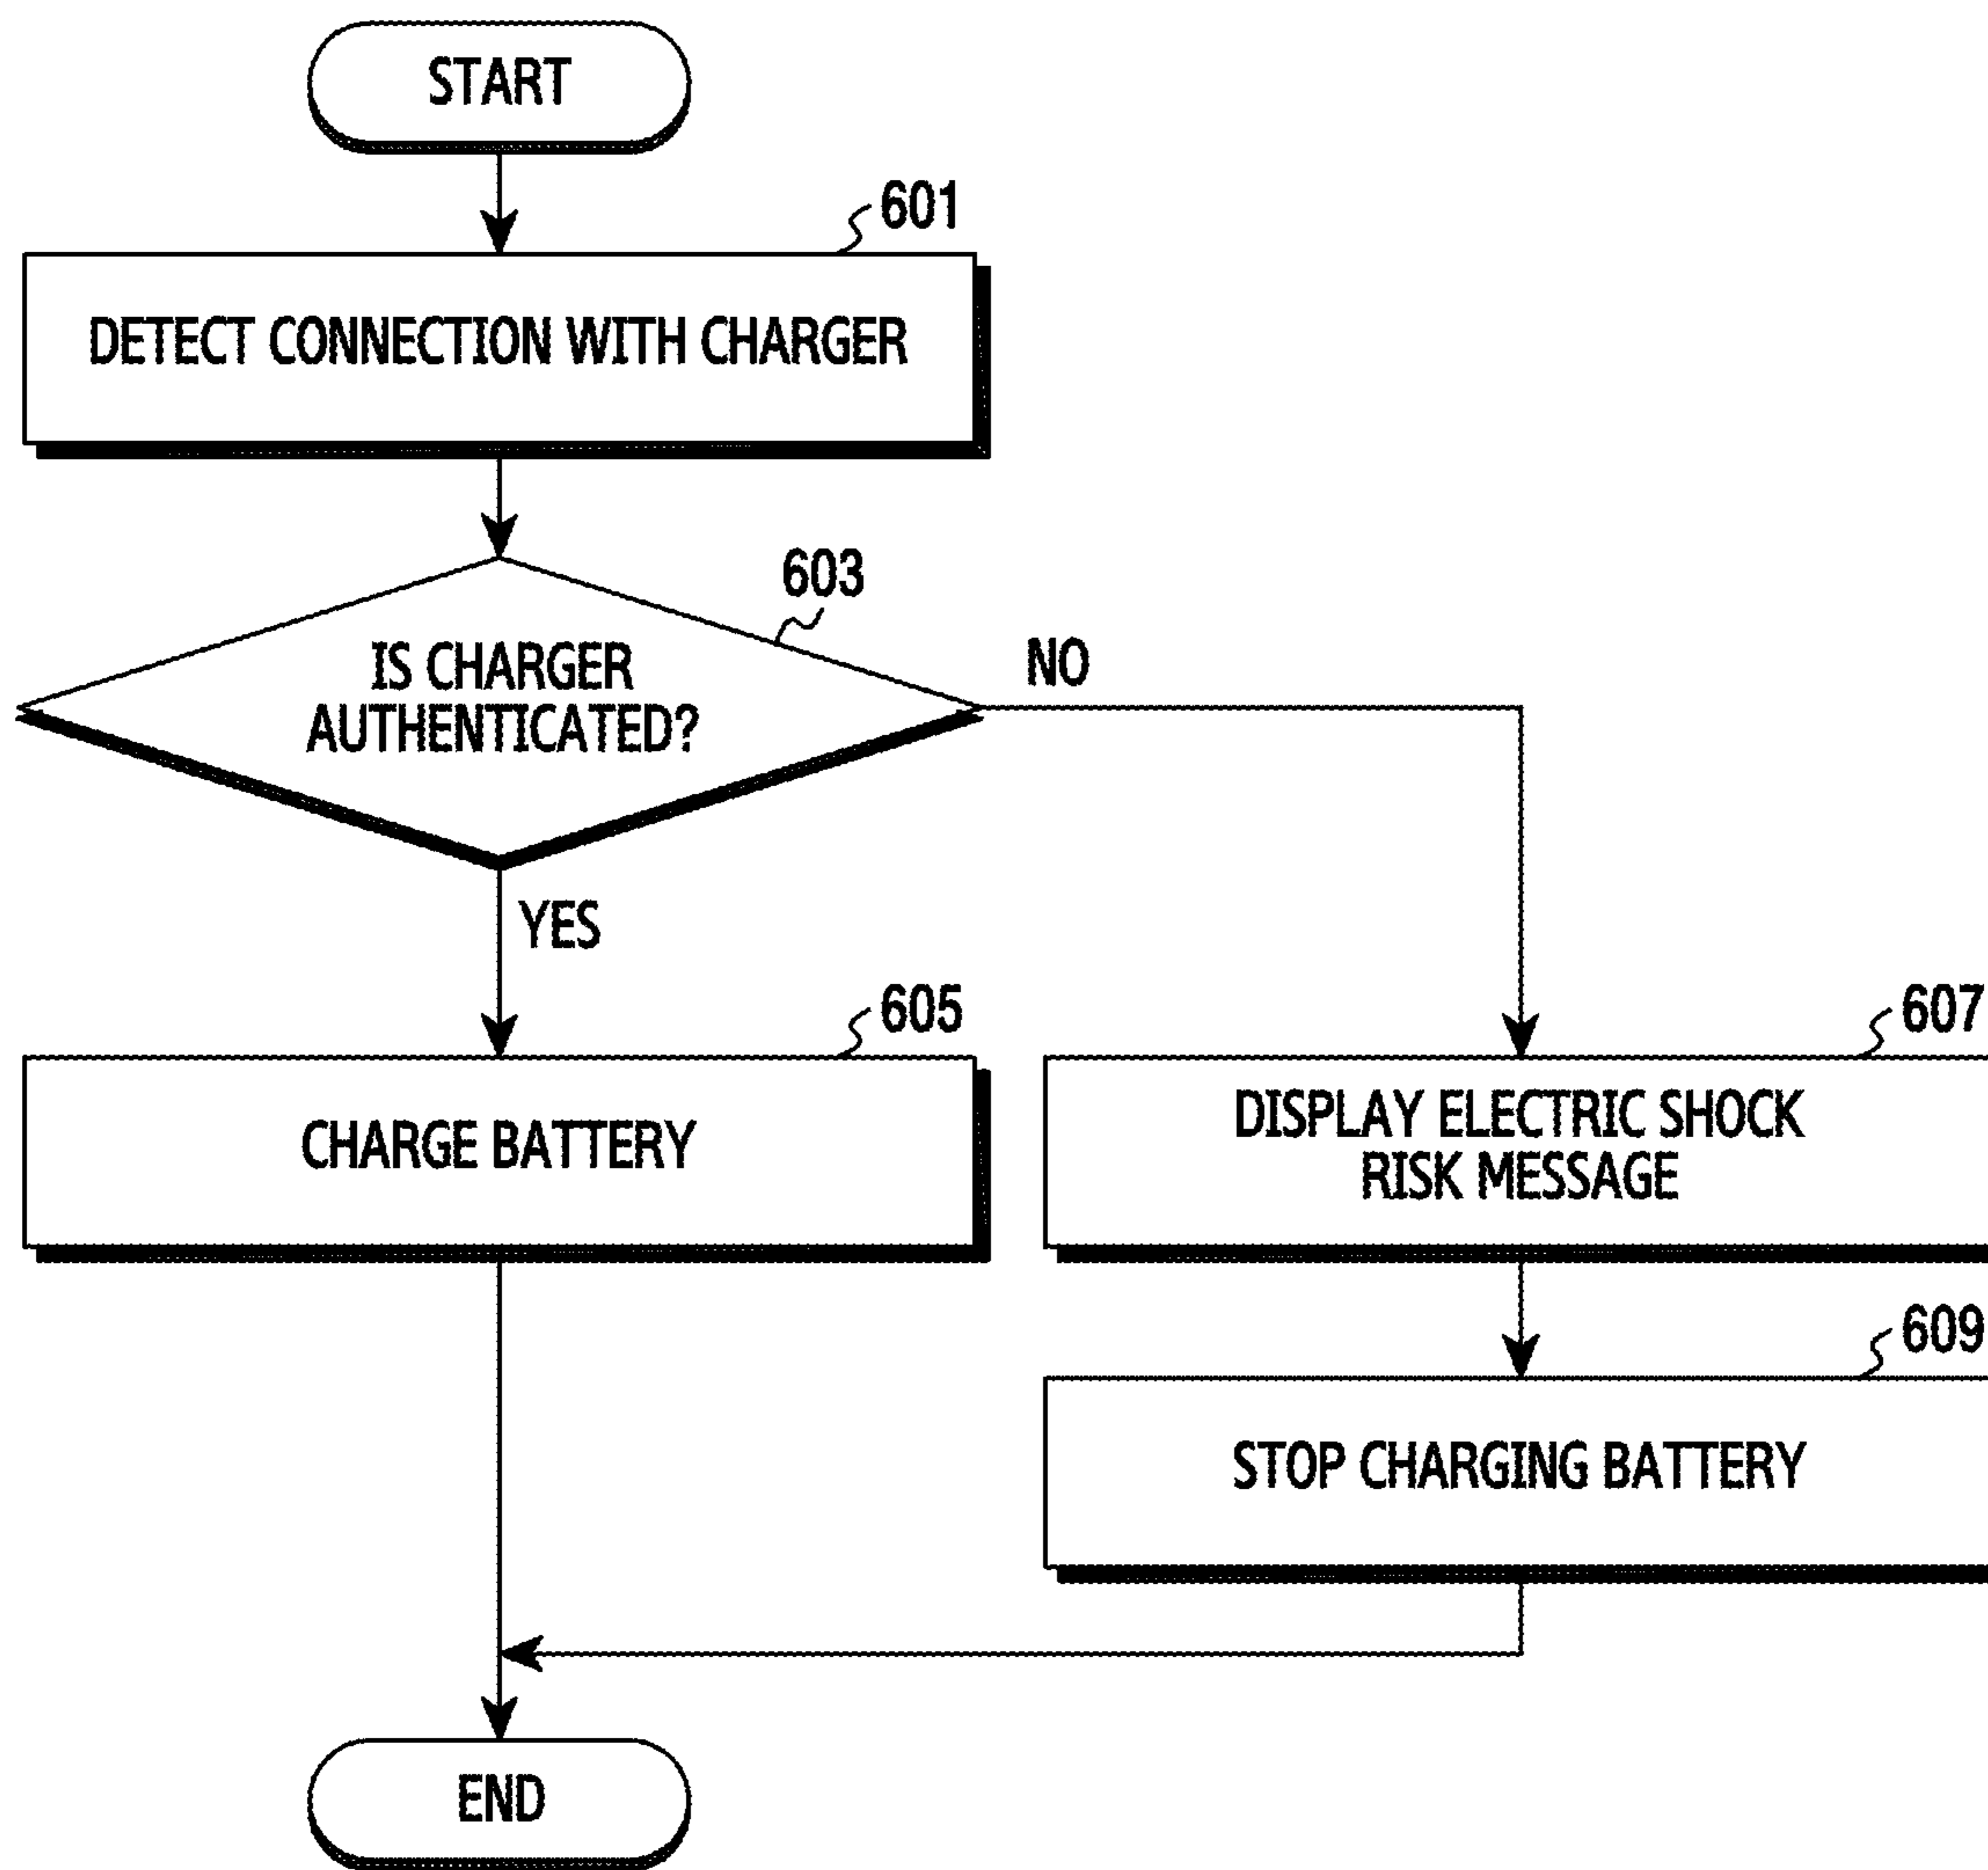 START
601
DETECT CONNECTION WITH CHARGER
603
IS CHARGER
AUTHENTICATED?
NO
YES
605
CHARGE BATTERY
607
DISPLAY ELECTRIC SHOCK
RISK MESSAGE
609
STOP CHARGING BATTERY
END